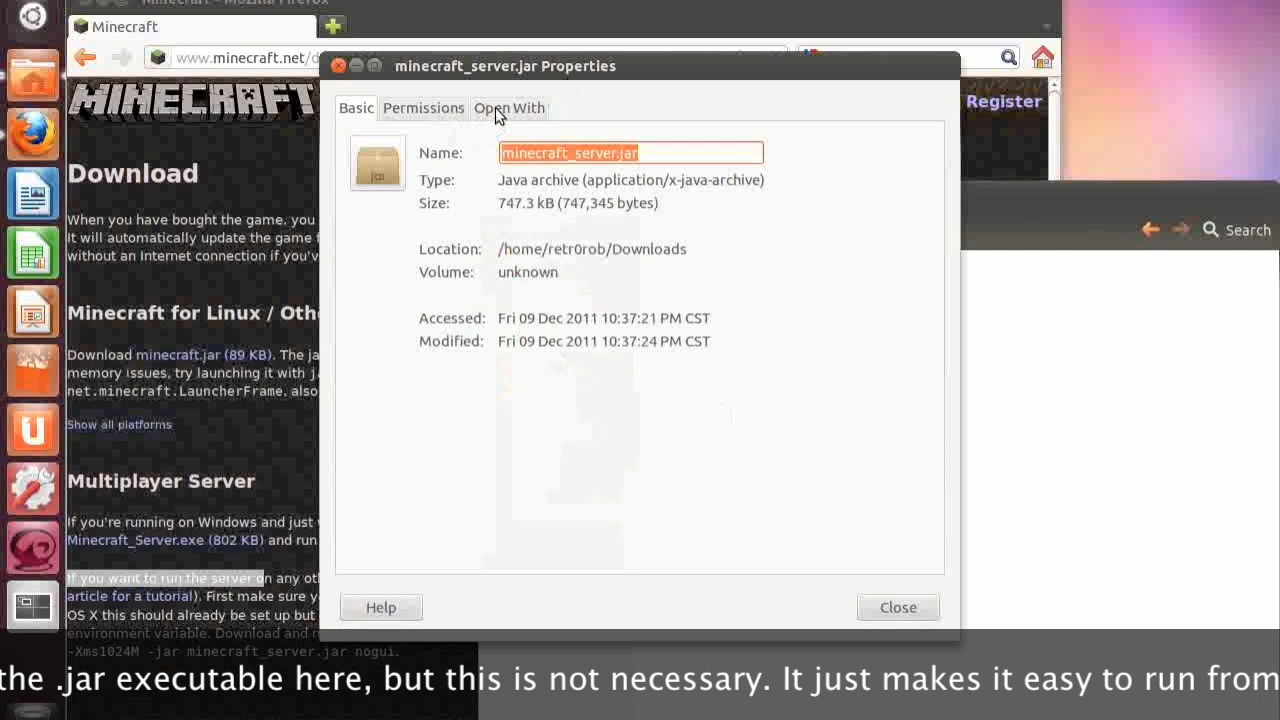 Minecraft - Mozilla Firefox
Minecraft
www.minecraft.net/d
minecraft_server.jar Properties
MINECRAFT
Register
Basic
Permissions
Open With
jar
Name: minecraft_server.jar
Type: Java archive (application/x-java-archive)
Size: 747.3 kB (747,345 bytes)
Location: /home/retr0rob/Downloads
Volume: unknown
Accessed: Fri 09 Dec 2011 10:37:21 PM CST
Modified: Fri 09 Dec 2011 10:37:24 PM CST
Help
Close
Search
Download
When you have bought the game, you
It will automatically update the game
without an Internet connection if you'v
Minecraft for Linux / Oth
Download minecraft.jar (89 KB). The ja
memory issues, try launching it with
net.minecraft.LauncherFrame, also
Show all platforms
Multiplayer Server
If you're running on Windows and just
Minecraft_Server.exe (802 KB) and run
If you want to run the server on any ot
article for a tutorial). First make sure y
OS X this should already be set up but
environment variable. Download and r
-Xms1024M -jar minecraft_server.jar nogui.
the .jar executable here, but this is not necessary. It just makes it easy to run from